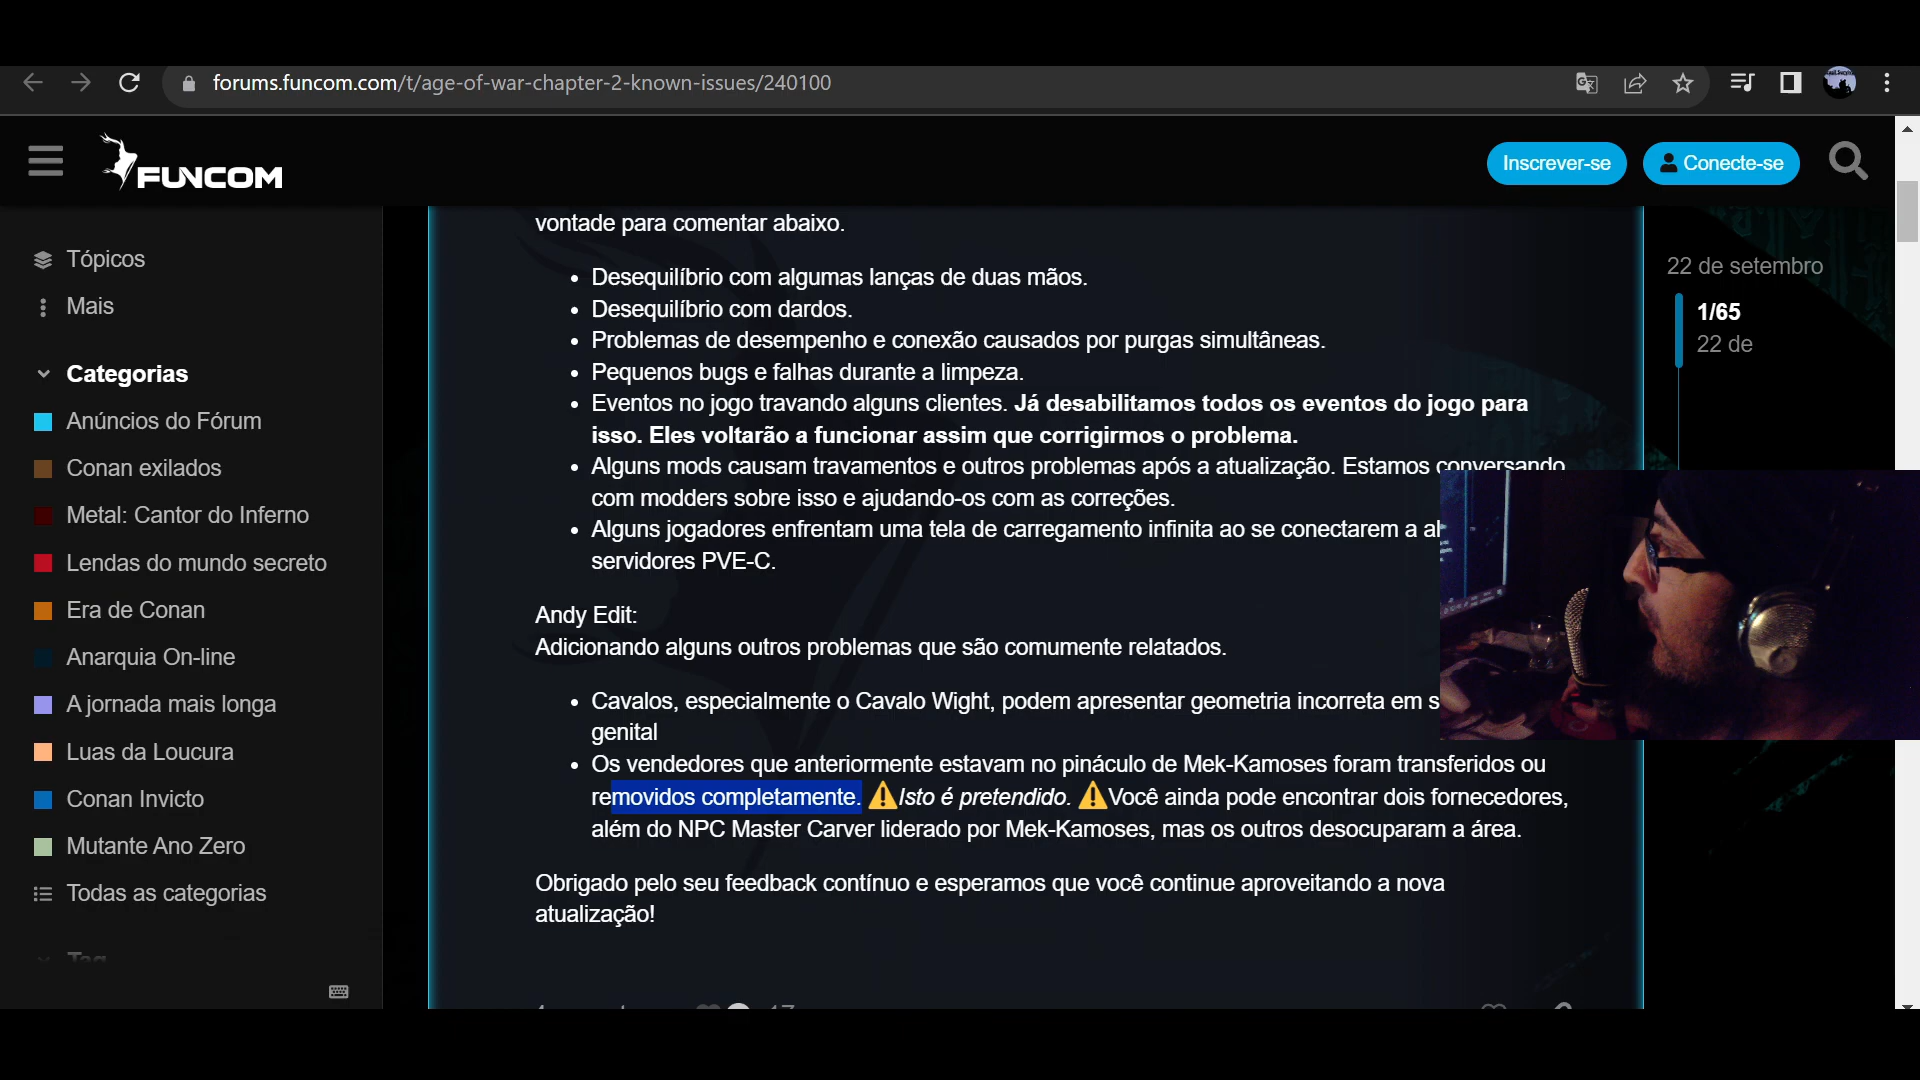 forums.funcom.com/t/age-of-war-chapter-2-known-issues/240100
FUNCOM
Inscrever-se
Conecte-se
Tópicos
Mais
Categorias
Anúncios do Fórum
Conan exilados
Metal: Cantor do Inferno
Lendas do mundo secreto
Era de Conan
Anarquia On-line
A jornada mais longa
Luas da Loucura
Conan Invicto
Mutante Ano Zero
Todas as categorias
Tag
vontade para comentar abaixo.
• Desequilíbrio com algumas lanças de duas mãos.
• Desequilíbrio com dardos.
• Problemas de desempenho e conexão causados por purgas simultâneas.
• Pequenos bugs e falhas durante a limpeza.
• Eventos no jogo travando alguns clientes. Já desabilitamos todos os eventos do jogo para
isso. Eles voltarão a funcionar assim que corrigirmos o problema.
• Alguns mods causam travamentos e outros problemas após a atualização. Estamos conversando
com modders sobre isso e ajudando-os com as correções.
• Alguns jogadores enfrentam uma tela de carregamento infinita ao se conectarem a
servidores PVE-C.
Andy Edit:
Adicionando alguns outros problemas que são comumente relatados.
• Cavalos, especialmente o Cavalo Wight, podem apresentar geometria incorreta em
genital
• Os vendedores que anteriormente estavam no pináculo de Mek-Kamoses foram transferidos ou
removidos completamente. ⚠Isto é pretendido. ⚠Você ainda pode encontrar dois fornecedores,
além do NPC Master Carver liderado por Mek-Kamoses, mas os outros desocuparam a área.
Obrigado pelo seu feedback contínuo e esperamos que você continue aproveitando a nova
atualização!
22 de setembro
1/65
22 de